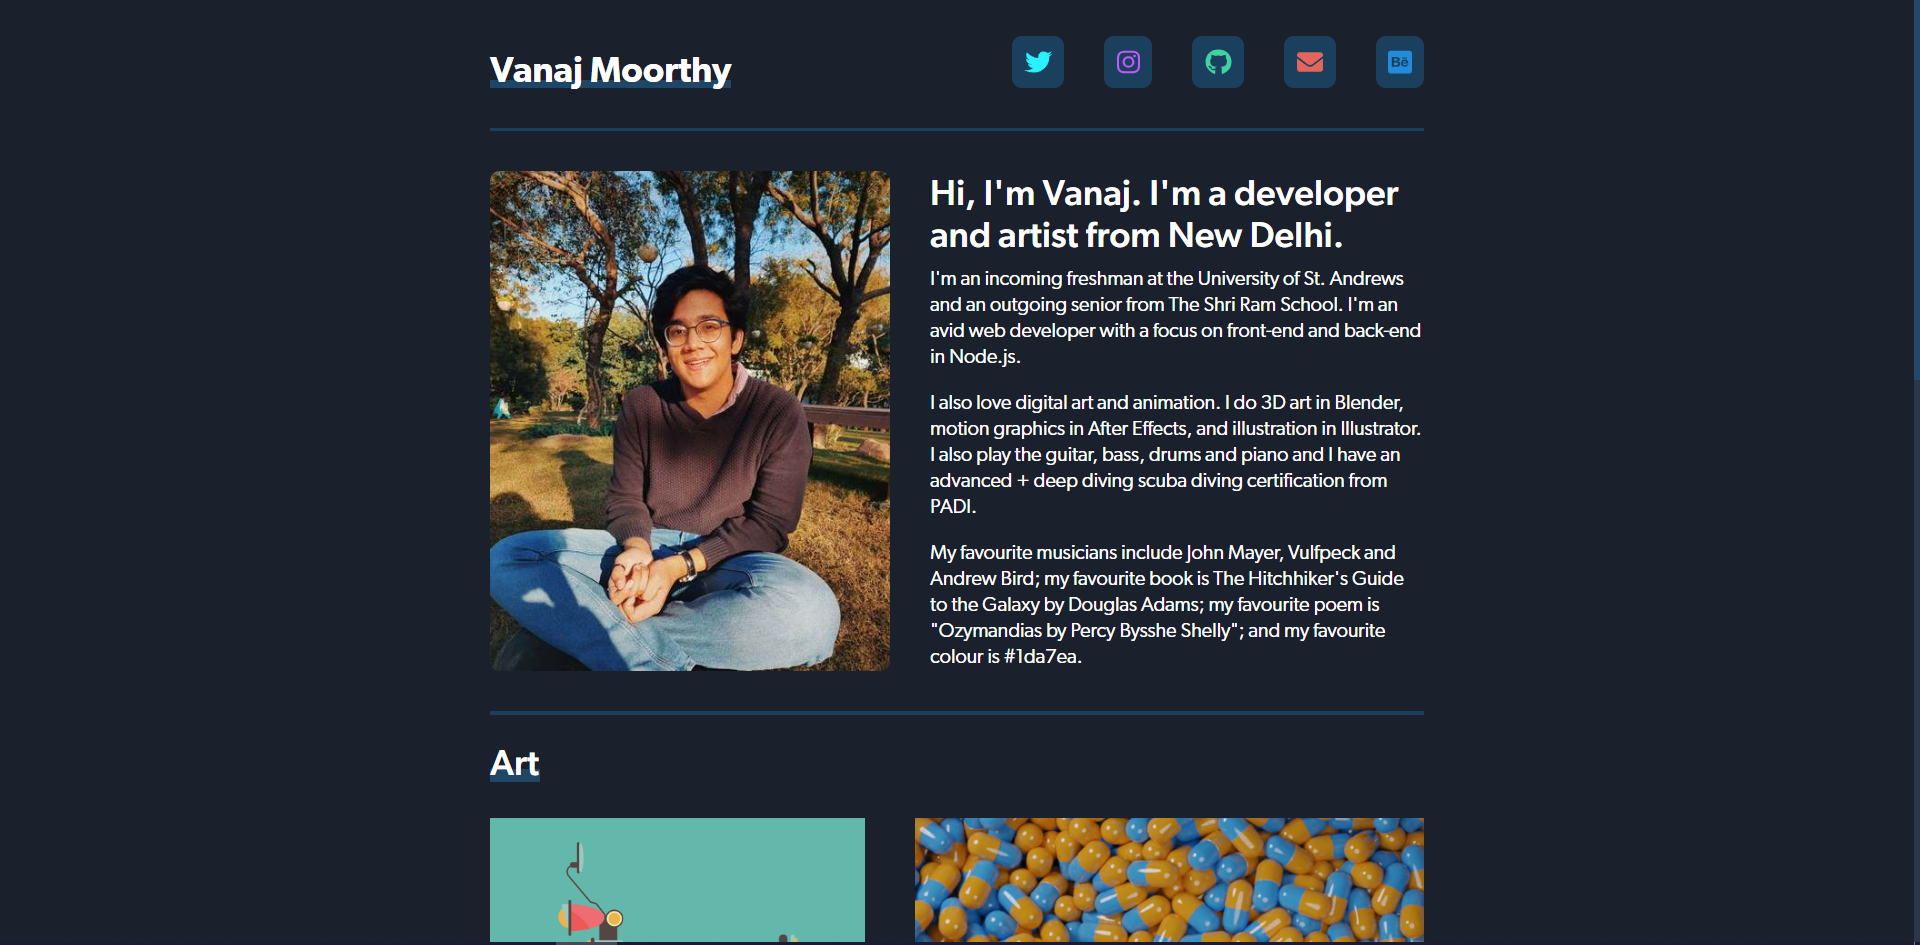 Vanaj Moorthy
Bē
Hi, I'm Vanaj. I'm a developer
and artist from New Delhi.
I'm an incoming freshman at the University of St. Andrews
and an outgoing senior from The Shri Ram School. I'm an
avid web developer with a focus on front-end and back-end
in Node.js.
I also love digital art and animation. I do 3D art in Blender,
motion graphics in After Effects, and illustration in Illustrator.
I also play the guitar, bass, drums and piano and I have an
advanced + deep diving scuba diving certification from
PADI.
My favourite musicians include John Mayer, Vulfpeck and
Andrew Bird; my favourite book is The Hitchhiker's Guide
to the Galaxy by Douglas Adams; my favourite poem is
"Ozymandias by Percy Bysshe Shelly"; and my favourite
colour is #1da7ea.
Art